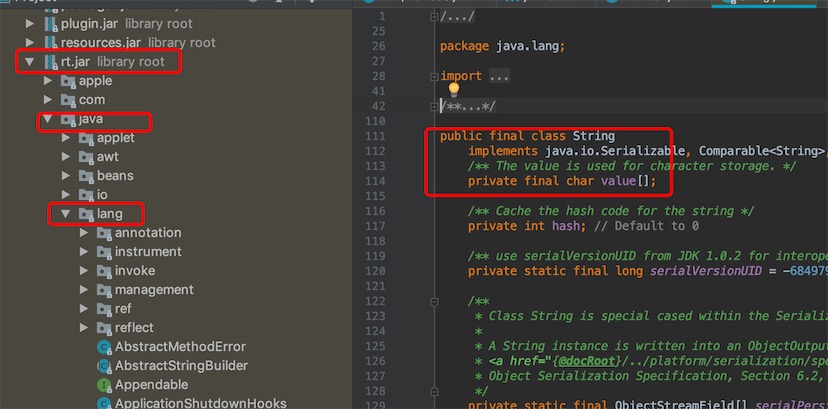 plugin.jar library root
resources.jar library root
rt.jar library root
apple
com
java
applet
awt
beans
io
lang
annotation
instrument
invoke
management
ref
reflect
AbstractMethodError
AbstractStringBuilder
Appendable
ApplicationShutdownHooks
1 /.../
25
26 package java.lang;
27
28 import ...
41
42 /**...*/
110
111 public final class String
112 implements java.io.Serializable, Comparable<String>,
113 /** The value is used for character storage. */
114 private final char value[];
115
116 /** Cache the hash code for the string */
117 private int hash; // Default to 0
118
119 /** use serialVersionUID from JDK 1.0.2 for interope
120 private static final long serialVersionUID = -684979
121
122 /**
123 * Class String is special cased within the Serializ
124 *
125 * A String instance is written into an ObjectOutput
126 * <a href="{@docRoot}/../platform/serialization/spe
127 * Object Serialization Specification, Section 6.2,
128 */
129 private static final ObjectStreamField[] serialPers